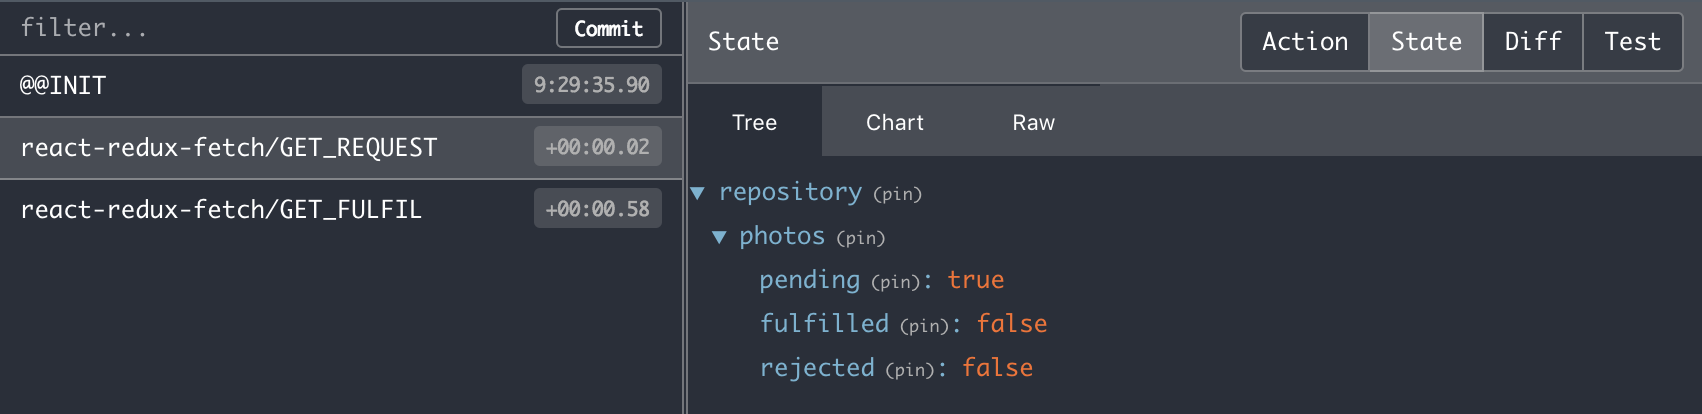 filter... Commit
@@INIT 9:29:35.90
react-redux-fetch/GET_REQUEST +00:00.02
react-redux-fetch/GET_FULFIL +00:00.58
State Action State Diff Test
Tree Chart Raw
▼ repository (pin)
▼ photos (pin)
pending (pin): true
fulfilled (pin): false
rejected (pin): false